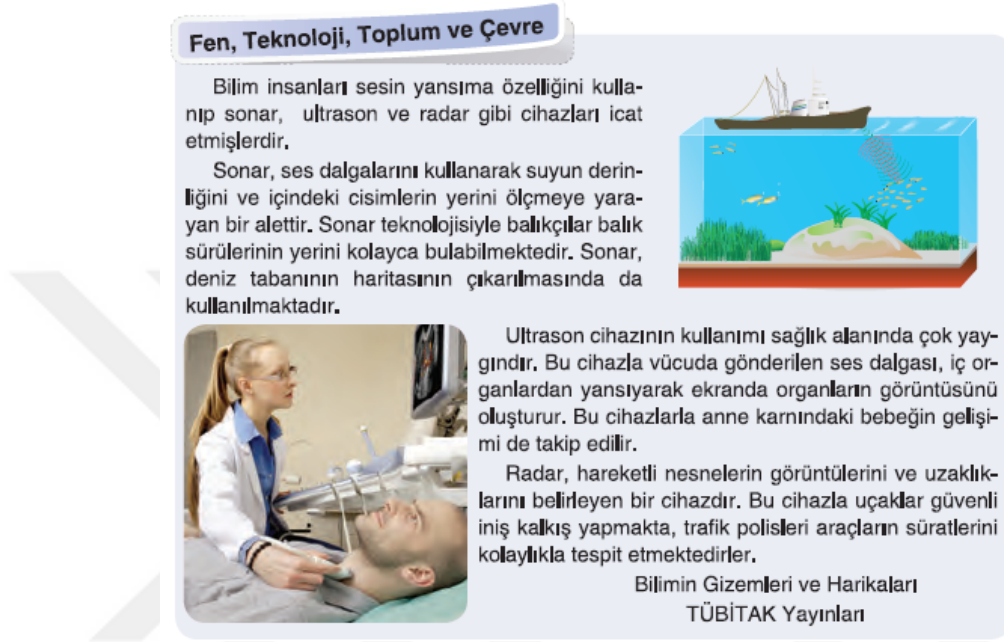 Fen, Teknoloji, Toplum ve Çevre
Bilim insanları sesin yansıma özelliğini kulla-
nıp sonar, ultrason ve radar gibi cihazları icat
etmişlerdir.
Sonar, ses dalgalarını kullanarak suyun derin-
liğini ve içindeki cisimlerin yerini ölçmeye yara-
yan bir alettir. Sonar teknolojisiyle balıkçılar balık
sürülerinin yerini kolayca bulabilmektedir. Sonar,
deniz tabanının haritasının çıkarılmasında da
kullanılmaktadır.
Ultrason cihazının kullanımı sağlık alanında çok yay-
gındır. Bu cihazla vücuda gönderilen ses dalgası, iç or-
ganlardan yansıyarak ekranda organların görüntüsünü
oluşturur. Bu cihazlarla anne karnındaki bebeğin gelişi-
mi de takip edilir.
Radar, hareketli nesnelerin görüntülerini ve uzaklık-
larını belirleyen bir cihazdır. Bu cihazla uçaklar güvenli
iniş kalkış yapmakta, trafik polisleri araçların süratlerini
kolaylıkla tespit etmektedirler.
Bilimin Gizemleri ve Harikaları
TÜBİTAK Yayınları